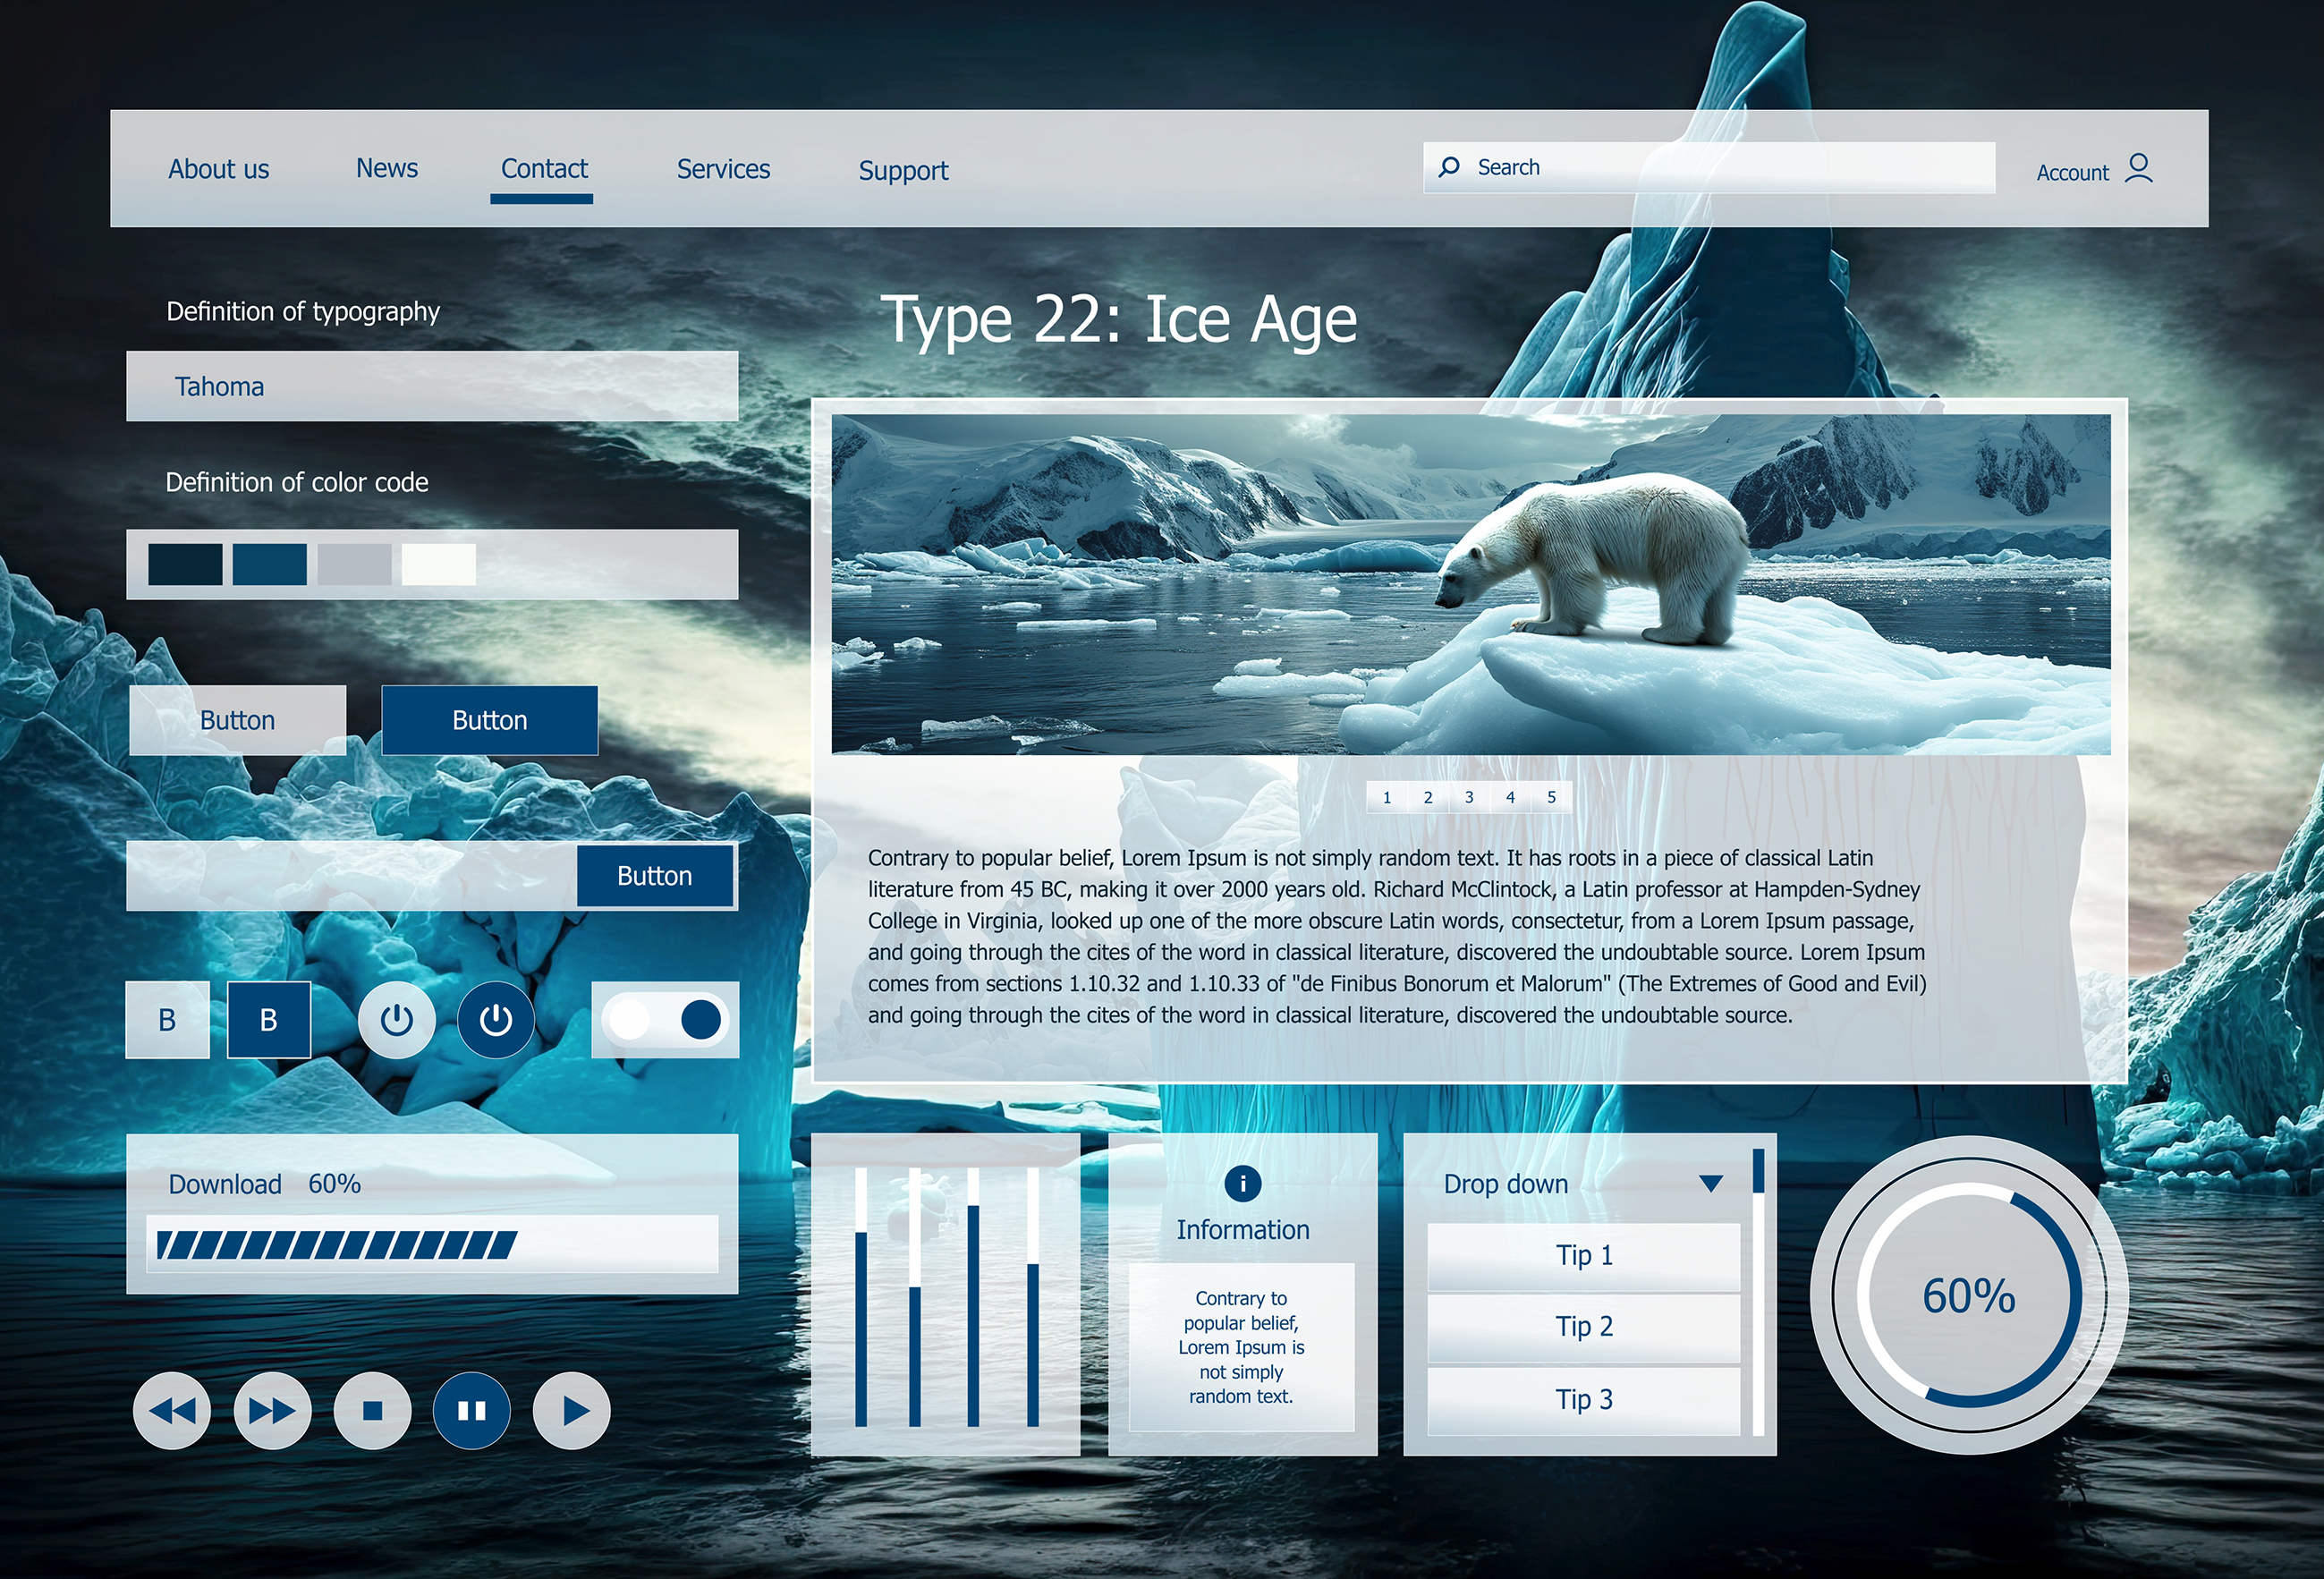 About us
News
Contact
Services
Support
Search
Account
Definition of typography
Tahoma
Definition of color code
Button
Button
Button
B
B
Download 60%
Type 22: Ice Age
1 2 3 4 5
Contrary to popular belief, Lorem Ipsum is not simply random text. It has roots in a piece of classical Latin
literature from 45 BC, making it over 2000 years old. Richard McClintock, a Latin professor at Hampden-Sydney
College in Virginia, looked up one of the more obscure Latin words, consectetur, from a Lorem Ipsum passage,
and going through the cites of the word in classical literature, discovered the undoubtable source. Lorem Ipsum
comes from sections 1.10.32 and 1.10.33 of "de Finibus Bonorum et Malorum" (The Extremes of Good and Evil)
and going through the cites of the word in classical literature, discovered the undoubtable source.
i
Information
Contrary to
popular belief,
Lorem Ipsum is
not simply
random text.
Drop down
Tip 1
Tip 2
Tip 3
60%